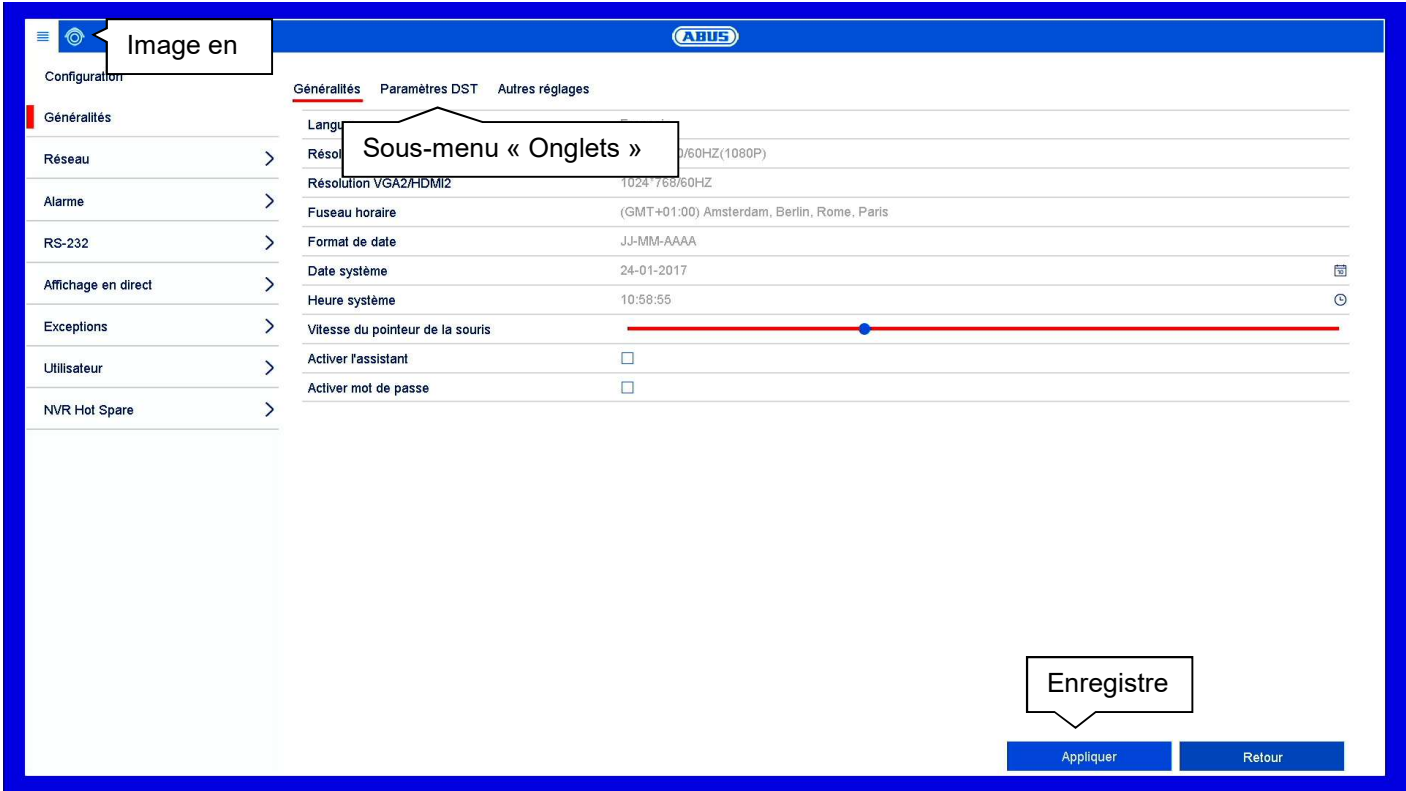 Image en
ABUS
Configuration
Généralités Paramètres DST Autres réglages
Généralités
Réseau
Alarme
RS-232
Affichage en direct
Exceptions
Utilisateur
NVR Hot Spare
Sous-menu « Onglets »
/60HZ(1080P)
Résolution VGA2/HDMI2 1024*768/60HZ
Fuseau horaire (GMT+01:00) Amsterdam, Berlin, Rome, Paris
Format de date JJ-MM-AAAA
Date système 24-01-2017
Heure système 10:58:55
Vitesse du pointeur de la souris
Activer l'assistant
Activer mot de passe
Enregistre
Appliquer Retour